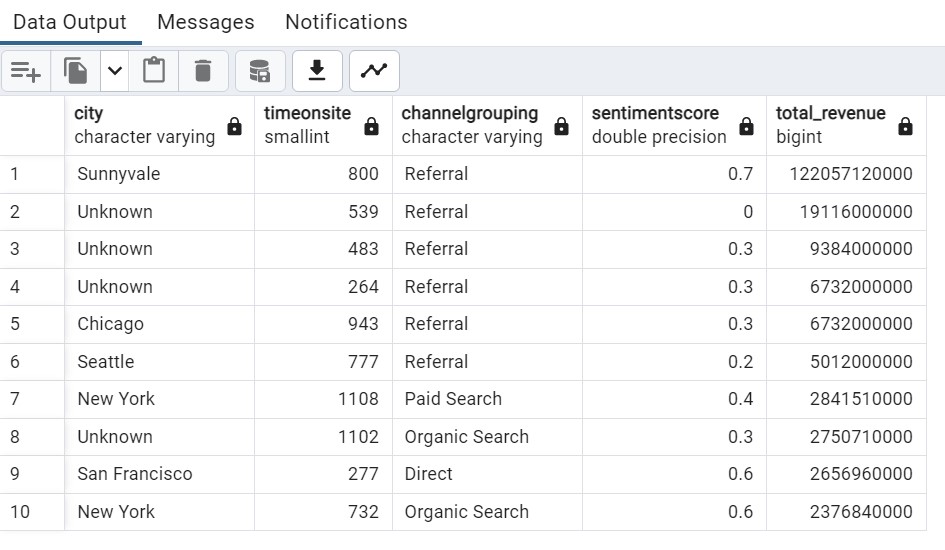 Data Output Messages Notifications
city timeonsite channelgrouping sentimentscore total_revenue
character varying smallint character varying double precision bigint
1 Sunnyvale 800 Referral 0.7 122057120000
2 Unknown 539 Referral 0 19116000000
3 Unknown 483 Referral 0.3 9384000000
4 Unknown 264 Referral 0.3 6732000000
5 Chicago 943 Referral 0.3 6732000000
6 Seattle 777 Referral 0.2 5012000000
7 New York 1108 Paid Search 0.4 2841510000
8 Unknown 1102 Organic Search 0.3 2750710000
9 San Francisco 277 Direct 0.6 2656960000
10 New York 732 Organic Search 0.6 2376840000